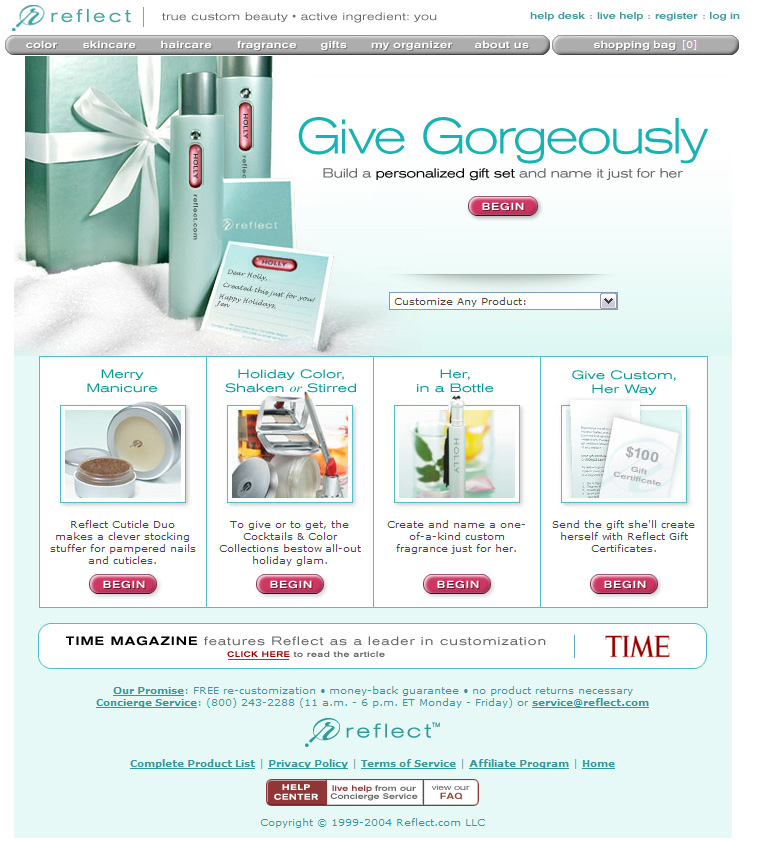 reflect
true custom beauty • active ingredient: you
help desk : live help : register : log in
color skincare haircare fragrance gifts my organizer about us
shopping bag [0]
HOLLY
HOLLY
reflect.com
reflect
HOLLY
Dear Holly,
Created this just for you!
Happy Holidays,
Jen
Give Gorgeously
Build a personalized gift set and name it just for her
BEGIN
Customize Any Product:
Merry
Manicure
Reflect Cuticle Duo
makes a clever stocking
stuffer for pampered nails
and cuticles.
BEGIN
Holiday Color,
Shaken or Stirred
To give or to get, the
Cocktails & Color
Collections bestow all-out
holiday glam.
BEGIN
Her,
in a Bottle
HOLLY
Create and name a one-
of-a-kind custom
fragrance just for her.
BEGIN
Give Custom,
Her Way
$100
Gift
Certificate
Send the gift she'll create
herself with Reflect Gift
Certificates.
BEGIN
TIME MAGAZINE features Reflect as a leader in customization
CLICK HERE to read the article
TIME
Our Promise: FREE re-customization • money-back guarantee • no product returns necessary
Concierge Service: (800) 243-2288 (11 a.m. - 6 p.m. ET Monday - Friday) or service@reflect.com
reflect™
Complete Product List | Privacy Policy | Terms of Service | Affiliate Program | Home
HELP
CENTER
live help from our
Concierge Service
view our
FAQ
Copyright © 1999-2004 Reflect.com LLC